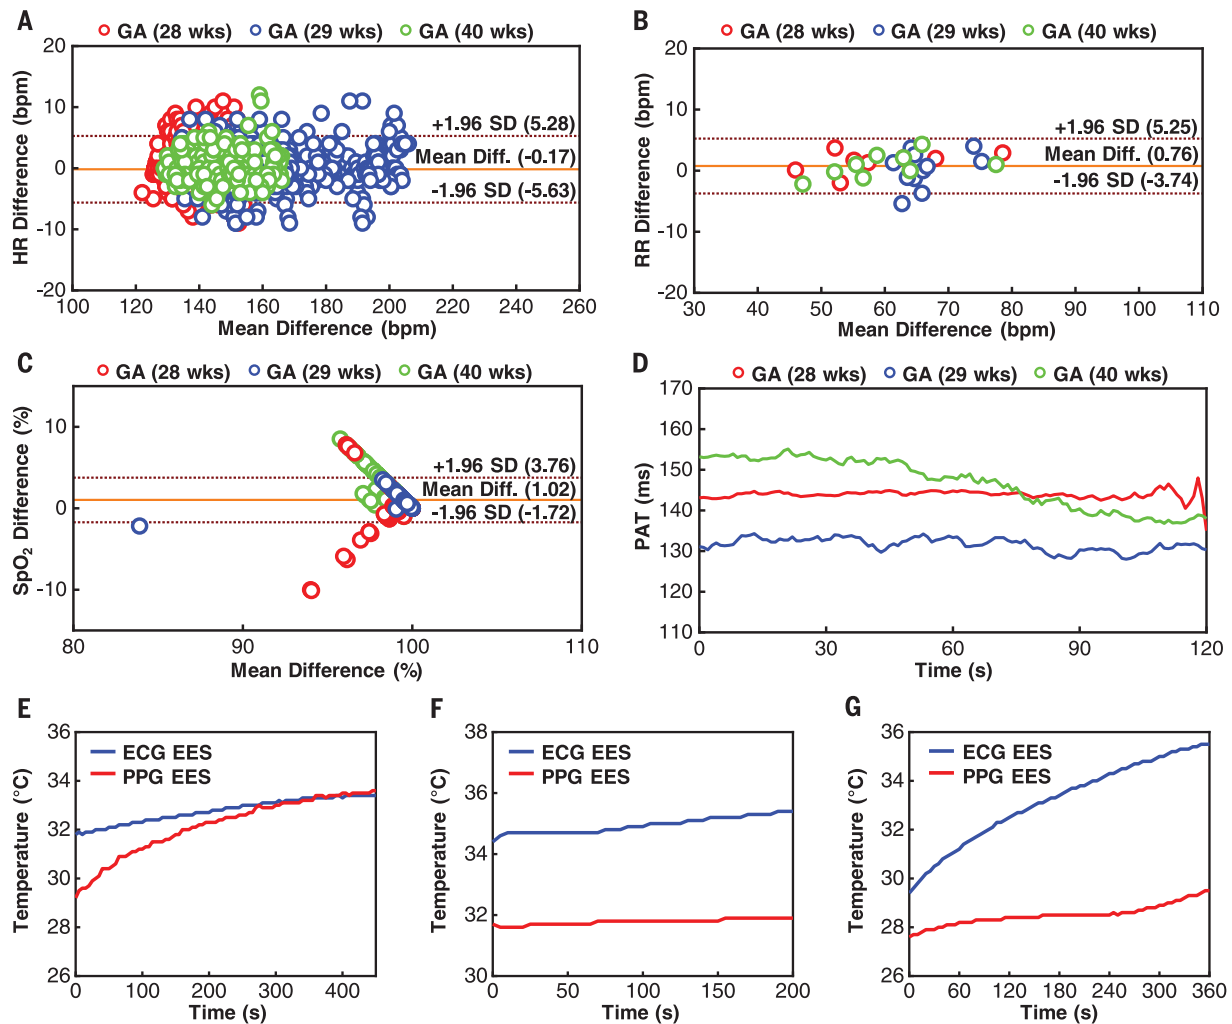 A
GA (28 wks) GA (29 wks) GA (40 wks)
HR Difference (bpm)
20
10
0
-10
-20
+1.96 SD (5.28)
Mean Diff. (-0.17)
-1.96 SD (-5.63)
100 120 140 160 180 200 220 240 260
Mean Difference (bpm)
B
GA (28 wks) GA (29 wks) GA (40 wks)
RR Difference (bpm)
20
10
0
-10
-20
+1.96 SD (5.25)
Mean Diff. (0.76)
-1.96 SD (-3.74)
30 40 50 60 70 80 90 100 110
Mean Difference (bpm)
C
GA (28 wks) GA (29 wks) GA (40 wks)
SpO₂ Difference (%)
10
0
-10
+1.96 SD (3.76)
Mean Diff. (1.02)
-1.96 SD (-1.72)
80 90 100 110
Mean Difference (%)
D
GA (28 wks) GA (29 wks) GA (40 wks)
PAT (ms)
170
150
140
130
110
0 30 60 90 120
Time (s)
E
ECG EES
PPG EES
Temperature (°C)
36
34
32
30
28
26
0 100 200 300 400
Time (s)
F
ECG EES
PPG EES
Temperature (°C)
38
36
34
32
30
0 50 100 150 200
Time (s)
G
ECG EES
PPG EES
Temperature (°C)
36
34
32
30
28
26
0 60 120 180 240 300 360
Time (s)